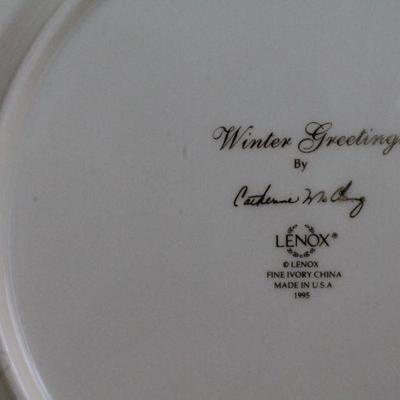 Winter Greeting
By
Catherine McClung
LENOX®
© LENOX
FINE IVORY CHINA
MADE IN U.S.A
1995